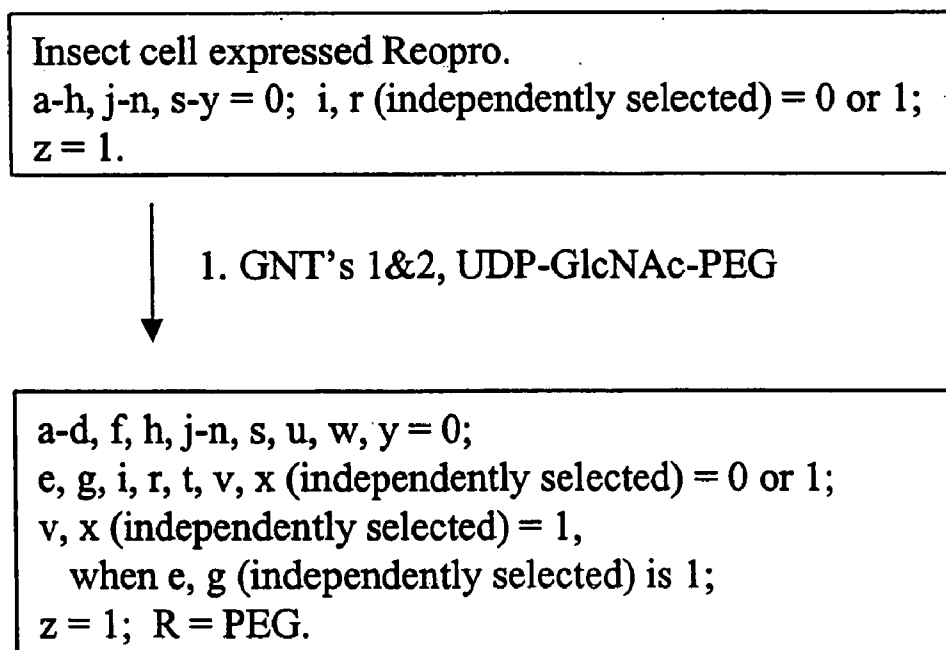 Insect cell expressed Reopro.
a-h, j-n, s-y = 0; i, r (independently selected) = 0 or 1;
z = 1.
1. GNT's 1&2, UDP-GlcNAc-PEG
a-d, f, h, j-n, s, u, w, y = 0;
e, g, i, r, t, v, x (independently selected) = 0 or 1;
v, x (independently selected) = 1,
when e, g (independently selected) is 1;
z = 1; R = PEG.